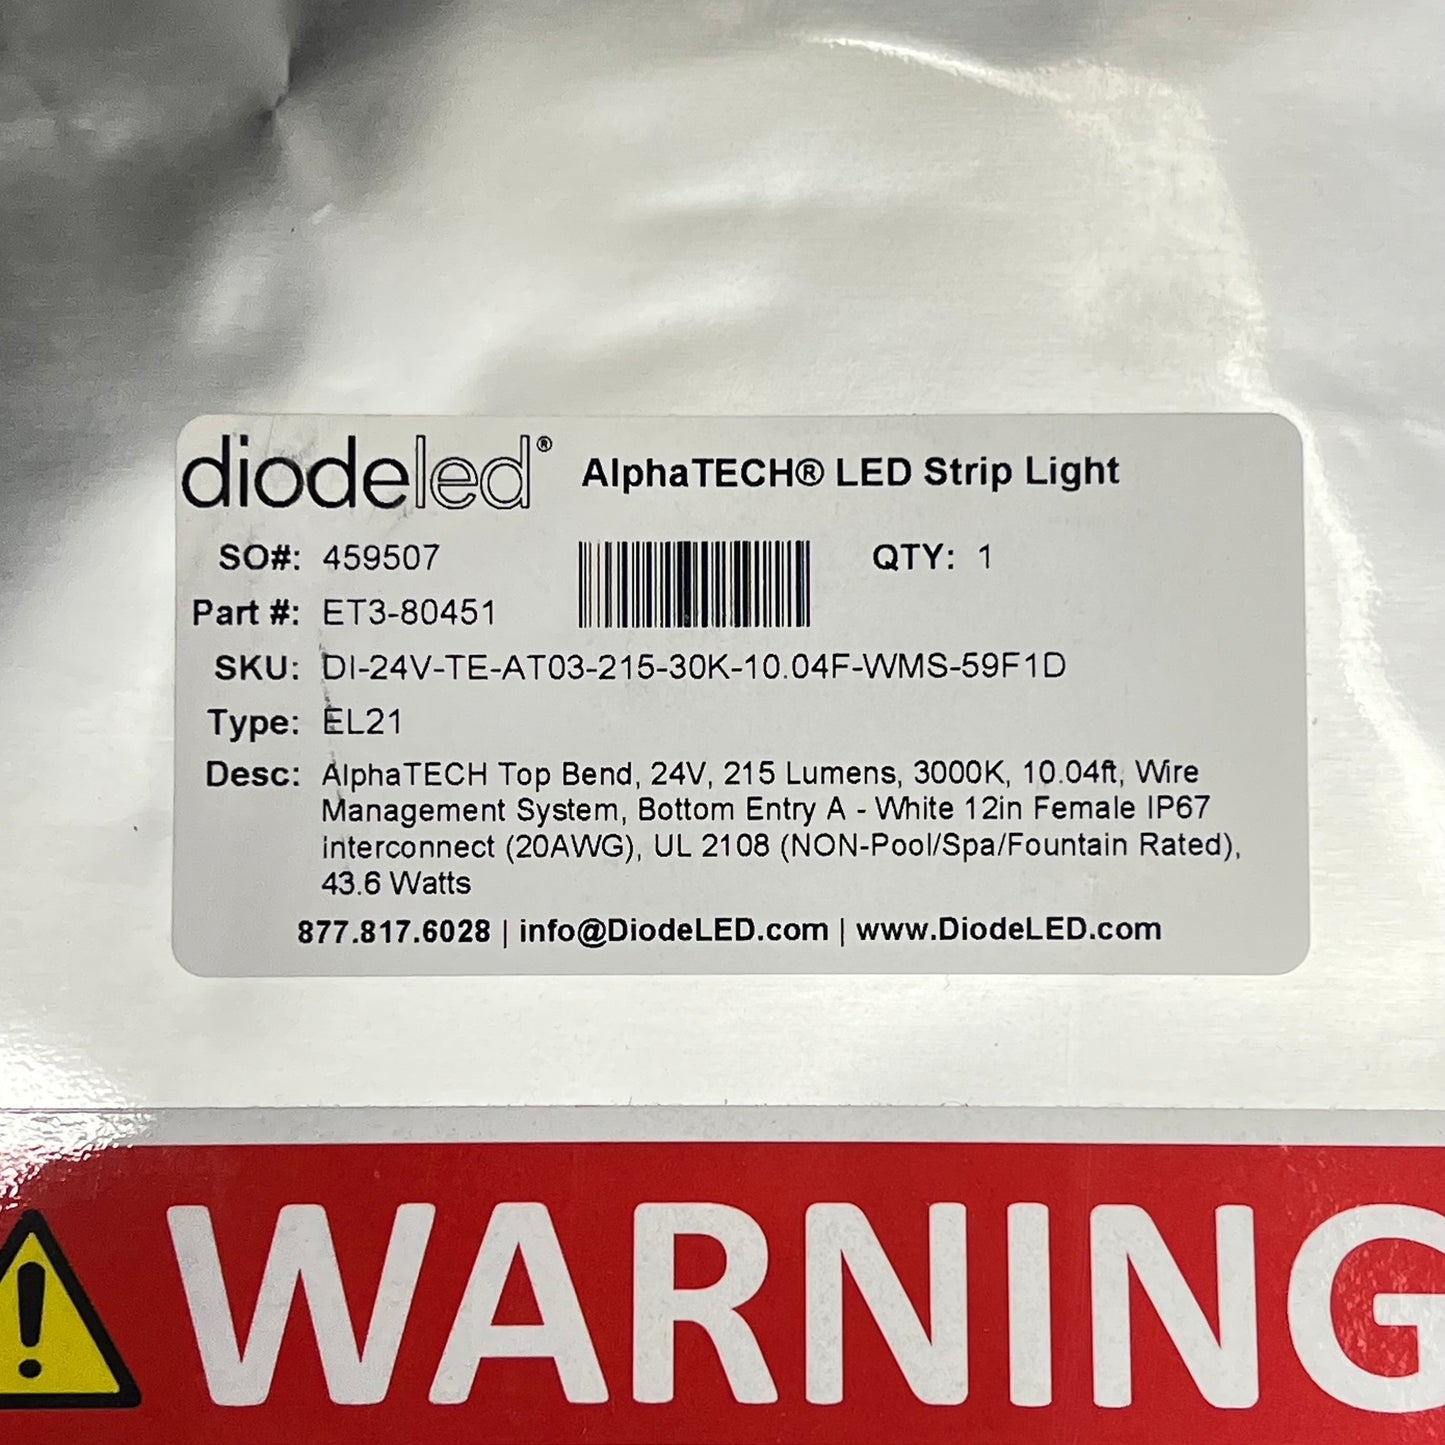 diodeled® AlphaTECH® LED Strip Light
SO#: 459507 QTY: 1
Part #: ET3-80451
SKU: DI-24V-TE-AT03-215-30K-10.04F-WMS-59F1D
Type: EL21
Desc: AlphaTECH Top Bend, 24V, 215 Lumens, 3000K, 10.04ft, Wire
Management System, Bottom Entry A - White 12in Female IP67
interconnect (20AWG), UL 2108 (NON-Pool/Spa/Fountain Rated),
43.6 Watts
877.817.6028 | info@DiodeLED.com | www.DiodeLED.com
WARNING